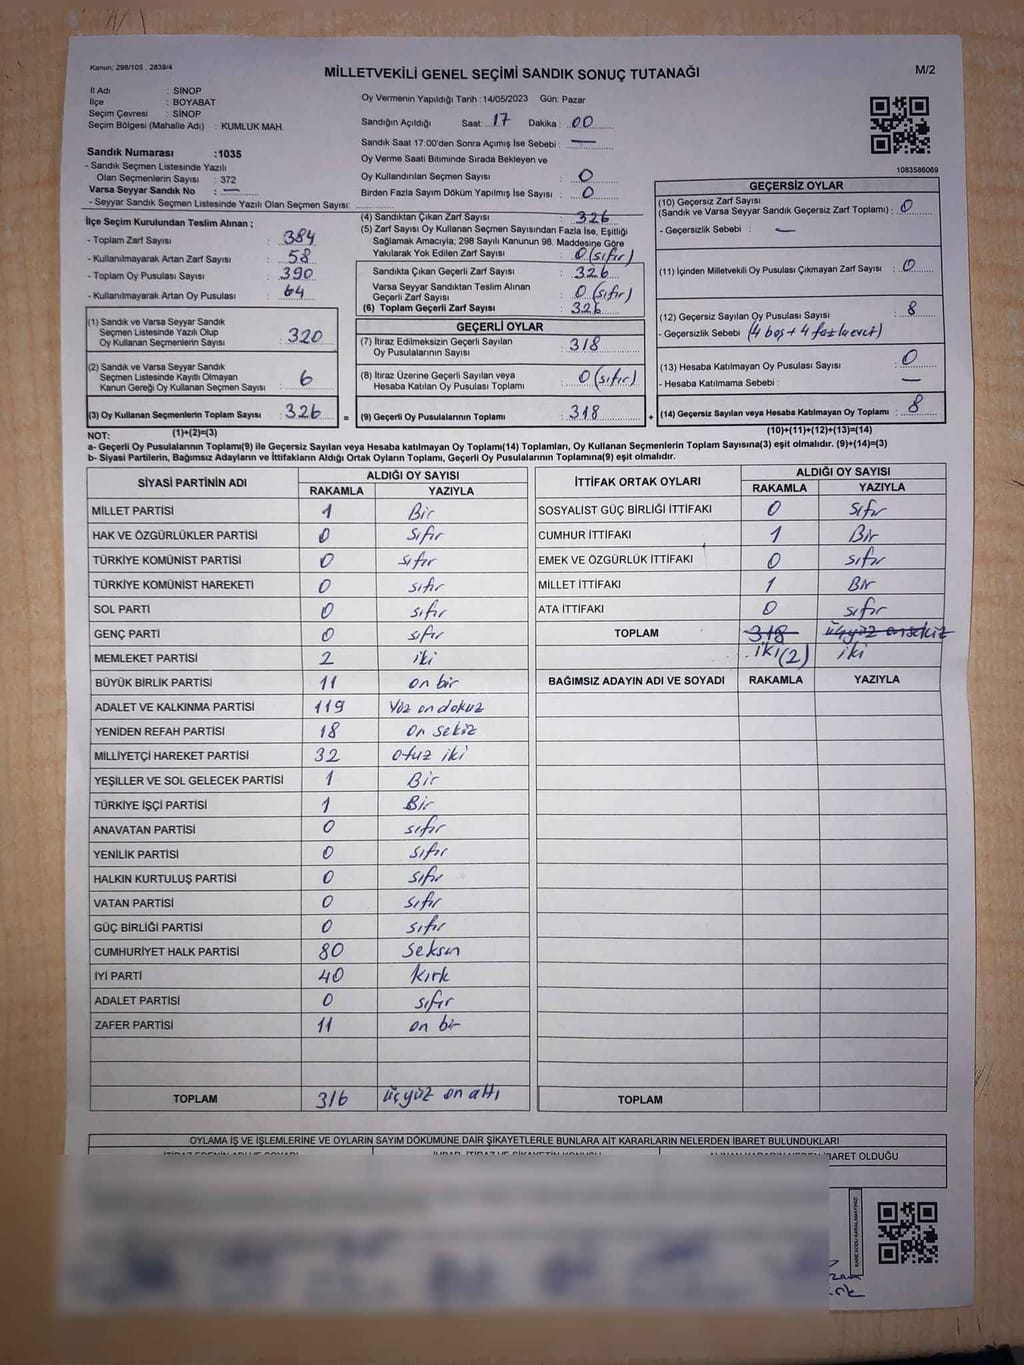 Kanun; 298/105 , 2839/4
MİLLETVEKİLİ GENEL SEÇİMİ SANDIK SONUÇ TUTANAĞI
M/2
İl Adı : SİNOP
İlçe : BOYABAT
Seçim Çevresi : SİNOP
Seçim Bölgesi (Mahalle Adı) : KUMLUK MAH.
Sandık Numarası :1035
- Sandık Seçmen Listesinde Yazılı
Olan Seçmenlerin Sayısı : 372
Varsa Seyyar Sandık No : —
- Seyyar Sandık Seçmen Listesinde Yazılı Olan Seçmen Sayısı:
Oy Vermenin Yapıldığı Tarih :14/05/2023 Gün: Pazar
Sandığın Açıldığı Saat: 17 Dakika : 00
Sandık Saat 17:00'den Sonra Açımış İse Sebebi : —
Oy Verme Saati Bitiminde Sırada Bekleyen ve
Oy Kullandırılan Seçmen Sayısı : 0
Birden Fazla Sayım Döküm Yapılmış İse Sayısı : 0
1083586069
İlçe Seçim Kurulundan Teslim Alınan ;
- Toplam Zarf Sayısı : 384
- Kullanılmayarak Artan Zarf Sayısı : 58
- Toplam Oy Pusulası Sayısı : 390
- Kullanılmayarak Artan Oy Pusulası : 64
(1) Sandık ve Varsa Seyyar Sandık
Seçmen Listesinde Yazılı Olup
Oy Kullanan Seçmenlerin Sayısı : 320
(2) Sandık ve Varsa Seyyar Sandık
Seçmen Listesinde Kayıtlı Olmayan
Kanun Gereği Oy Kullanan Seçmen Sayısı : 6
(3) Oy Kullanan Seçmenlerin Toplam Sayısı : 326 =
(1)+(2)=(3)
(4) Sandıktan Çıkan Zarf Sayısı : 326
(5) Zarf Sayısı Oy Kullanan Seçmen Sayısından Fazla İse, Eşitliği
Sağlamak Amacıyla; 298 Sayılı Kanunun 98. Maddesine Göre
Yakılarak Yok Edilen Zarf Sayısı : 0 (sıfır)
Sandıkta Çıkan Geçerli Zarf Sayısı : 326
Varsa Seyyar Sandıktan Teslim Alınan
Geçerli Zarf Sayısı : 0 (sıfır)
(6) Toplam Geçerli Zarf Sayısı : 326
GEÇERLİ OYLAR
(7) İtiraz Edilmeksizin Geçerli Sayılan
Oy Pusulalarının Sayısı : 318
(8) İtiraz Üzerine Geçerli Sayılan veya
Hesaba Katılan Oy Pusulası Toplamı : 0 (sıfır)
(9) Geçerli Oy Pusulalarının Toplamı : 318 +
GEÇERSİZ OYLAR
(10) Geçersiz Zarf Sayısı
(Sandık ve Varsa Seyyar Sandık Geçersiz Zarf Toplamı) : 0
- Geçersizlik Sebebi : —
(11) İçinden Milletvekili Oy Pusulası Çıkmayan Zarf Sayısı : 0
(12) Geçersiz Sayılan Oy Pusulası Sayısı : 8
- Geçersizlik Sebebi (4 boş + 4 fazla evet)
(13) Hesaba Katılmayan Oy Pusulası Sayısı : 0
- Hesaba Katılmama Sebebi : —
(14) Geçersiz Sayılan veya Hesaba Katılmayan Oy Toplamı : 8
(10)+(11)+(12)+(13)=(14)
NOT:
a- Geçerli Oy Pusulalarının Toplamı(9) ile Geçersiz Sayılan veya Hesaba katılmayan Oy Toplamı(14) Toplamları, Oy Kullanan Seçmenlerin Toplam Sayısına(3) eşit olmalıdır. (9)+(14)=(3)
b- Siyasi Partilerin, Bağımsız Adayların ve İttifakların Aldığı Ortak Oyların Toplamı, Geçerli Oy Pusulalarının Toplamına(9) eşit olmalıdır.
SİYASİ PARTİNİN ADI ALDIĞI OY SAYISI
RAKAMLA YAZIYLA
MİLLET PARTİSİ 1 Bir
HAK VE ÖZGÜRLÜKLER PARTİSİ 0 sıfır
TÜRKİYE KOMÜNİST PARTİSİ 0 sıfır
TÜRKİYE KOMÜNİST HAREKETİ 0 sıfır
SOL PARTİ 0 sıfır
GENÇ PARTİ 0 sıfır
MEMLEKET PARTİSİ 2 iki
BÜYÜK BİRLİK PARTİSİ 11 on bir
ADALET VE KALKINMA PARTİSİ 119 Yüz on dokuz
YENİDEN REFAH PARTİSİ 18 on sekiz
MİLLİYETÇİ HAREKET PARTİSİ 32 otuz iki
YEŞİLLER VE SOL GELECEK PARTİSİ 1 Bir
TÜRKİYE İŞÇİ PARTİSİ 1 Bir
ANAVATAN PARTİSİ 0 sıfır
YENİLİK PARTİSİ 0 sıfır
HALKIN KURTULUŞ PARTİSİ 0 sıfır
VATAN PARTİSİ 0 sıfır
GÜÇ BİRLİĞİ PARTİSİ 0 sıfır
CUMHURİYET HALK PARTİSİ 80 seksen
İYİ PARTİ 40 kırk
ADALET PARTİSİ 0 sıfır
ZAFER PARTİSİ 11 on bir
TOPLAM 316 üçyüz on altı
İTTİFAK ORTAK OYLARI ALDIĞI OY SAYISI
RAKAMLA YAZIYLA
SOSYALİST GÜÇ BİRLİĞİ İTTİFAKI 0 sıfır
CUMHUR İTTİFAKI 1 Bir
EMEK VE ÖZGÜRLÜK İTTİFAKI 0 sıfır
MİLLET İTTİFAKI 1 Bir
ATA İTTİFAKI 0 sıfır
TOPLAM 318 üçyüz onsekiz
iki(2) iki
BAĞIMSIZ ADAYIN ADI VE SOYADI RAKAMLA YAZIYLA
TOPLAM
OYLAMA İŞ VE İŞLEMLERİNE VE OYLARIN SAYIM DÖKÜMÜNE DAİR ŞİKAYETLERLE BUNLARA AİT KARARLARIN NELERDEN İBARET BULUNDUKLARI
İBARET OLDUĞU
KARE KODU KARALAMAYINIZ!